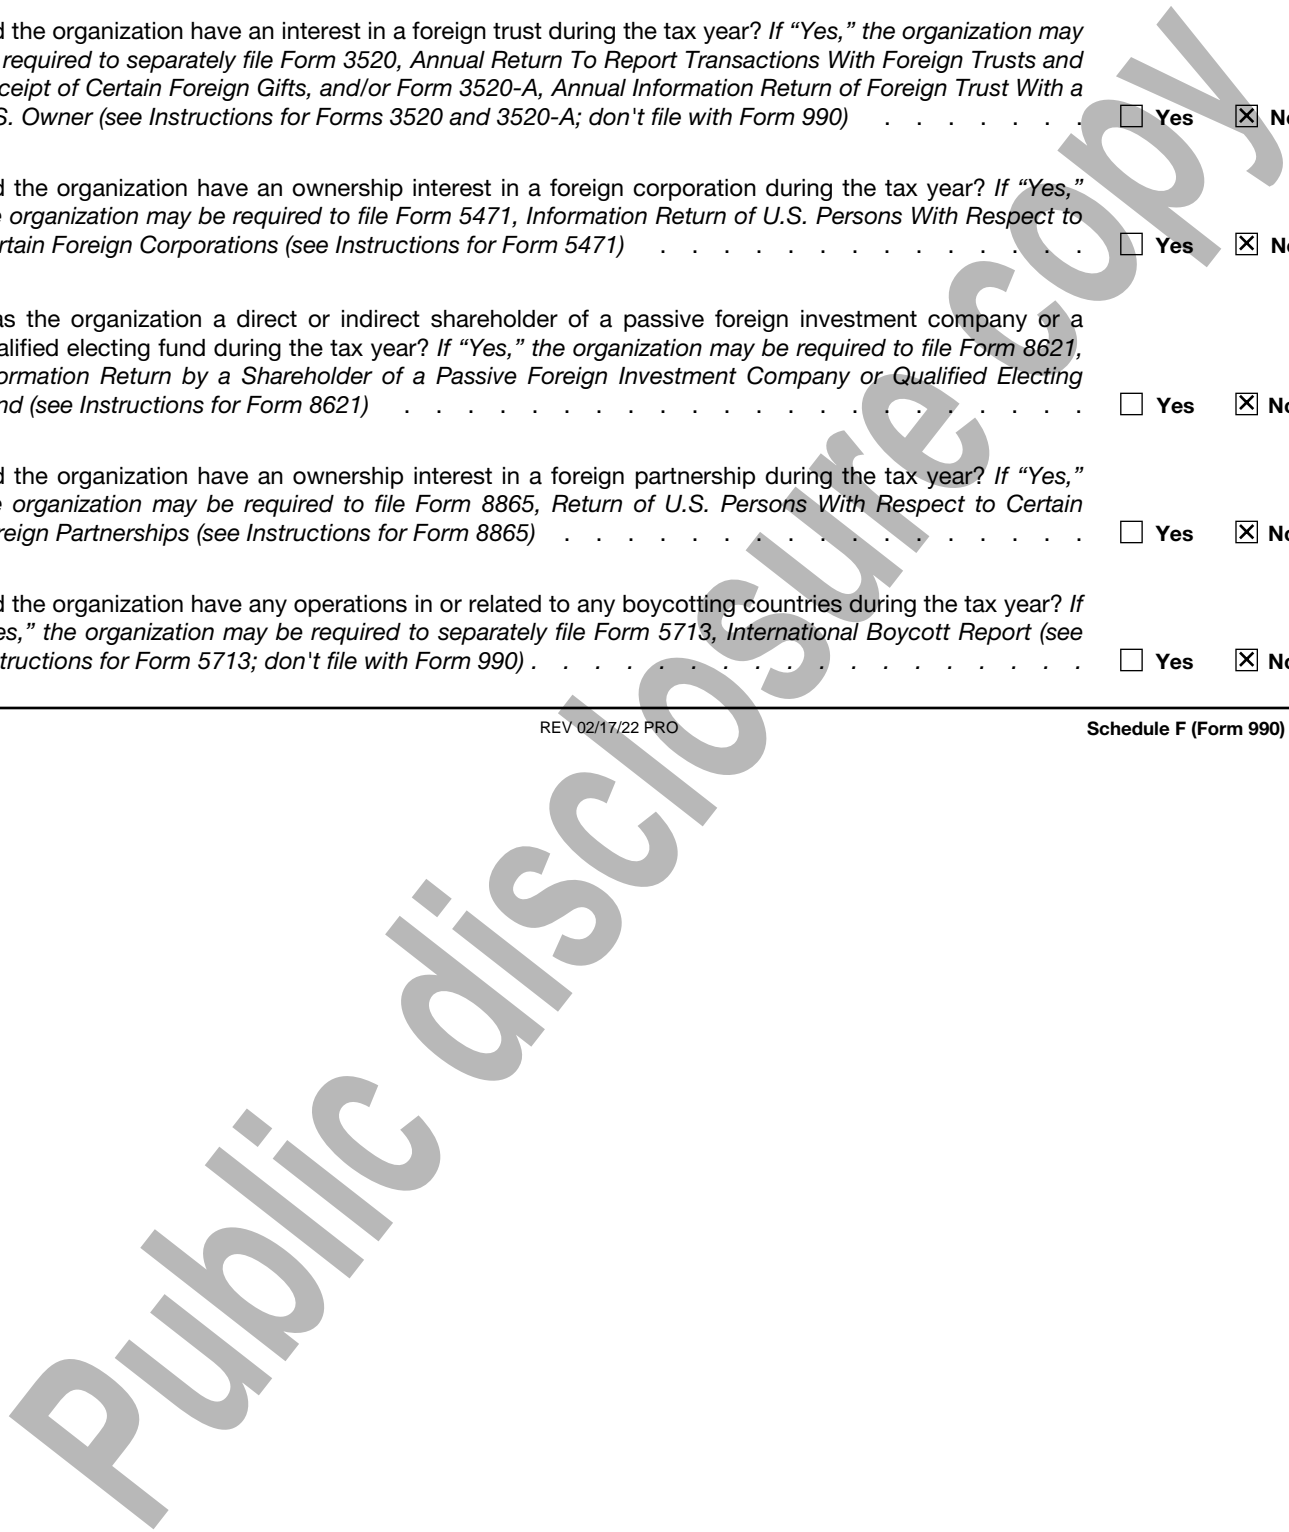 d the organization have an interest in a foreign trust during the tax year? If “Yes,” the organization may
required to separately file Form 3520, Annual Return To Report Transactions With Foreign Trusts and
ceipt of Certain Foreign Gifts, and/or Form 3520-A, Annual Information Return of Foreign Trust With a
S. Owner (see Instructions for Forms 3520 and 3520-A; don't file with Form 990) . . . . . . . ☐ Yes ☒ No
d the organization have an ownership interest in a foreign corporation during the tax year? If “Yes,”
e organization may be required to file Form 5471, Information Return of U.S. Persons With Respect to
rtain Foreign Corporations (see Instructions for Form 5471) . . . . . . . . . . . . . . ☐ Yes ☒ No
as the organization a direct or indirect shareholder of a passive foreign investment company or a
alified electing fund during the tax year? If “Yes,” the organization may be required to file Form 8621,
ormation Return by a Shareholder of a Passive Foreign Investment Company or Qualified Electing
nd (see Instructions for Form 8621) . . . . . . . . . . . . . . . . . . . . . . ☐ Yes ☒ No
d the organization have an ownership interest in a foreign partnership during the tax year? If “Yes,”
e organization may be required to file Form 8865, Return of U.S. Persons With Respect to Certain
reign Partnerships (see Instructions for Form 8865) . . . . . . . . . . . . . . . . . ☐ Yes ☒ No
d the organization have any operations in or related to any boycotting countries during the tax year? If
es,” the organization may be required to separately file Form 5713, International Boycott Report (see
tructions for Form 5713; don't file with Form 990) . . . . . . . . . . . . . . . . . . ☐ Yes ☒ No
REV 02/17/22 PRO Schedule F (Form 990)
Public disclosure copy